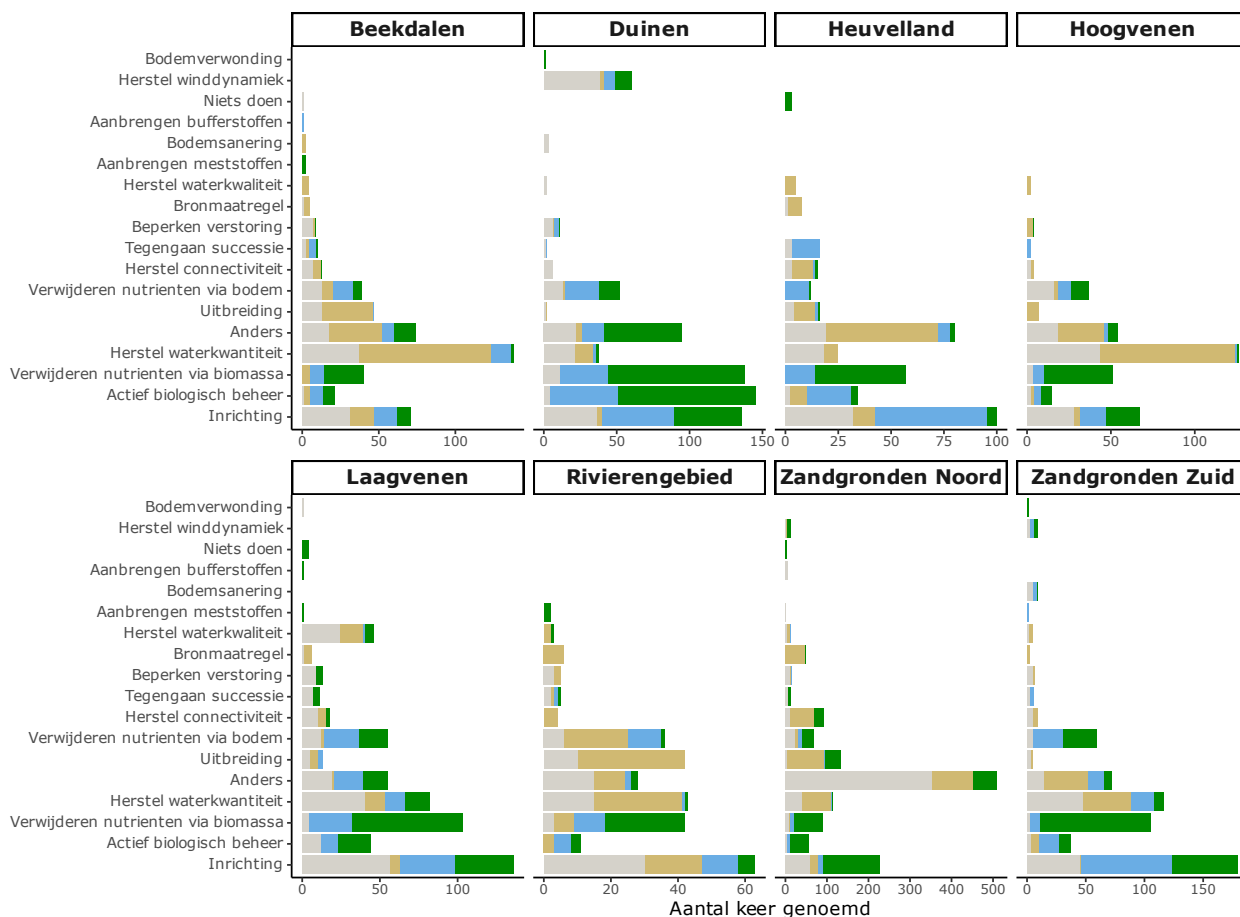 Beekdalen Duinen Heuvelland Hoogvenen
Bodemverwonding
Herstel winddynamiek
Niets doen
Aanbrengen bufferstoffen
Bodemsanering
Aanbrengen meststoffen
Herstel waterkwaliteit
Bronmaatregel
Beperken verstoring
Tegengaan successie
Herstel connectiviteit
Verwijderen nutrienten via bodem
Uitbreiding
Anders
Herstel waterkwantiteit
Verwijderen nutrienten via biomassa
Actief biologisch beheer
Inrichting
0 50 100 0 50 100 150 0 25 50 75 100 0 50 100
Laagvenen Rivierengebied Zandgronden Noord Zandgronden Zuid
Bodemverwonding
Herstel winddynamiek
Niets doen
Aanbrengen bufferstoffen
Bodemsanering
Aanbrengen meststoffen
Herstel waterkwaliteit
Bronmaatregel
Beperken verstoring
Tegengaan successie
Herstel connectiviteit
Verwijderen nutrienten via bodem
Uitbreiding
Anders
Herstel waterkwantiteit
Verwijderen nutrienten via biomassa
Actief biologisch beheer
Inrichting
0 50 100 0 20 40 60 0 100 200 300 400 500 0 50 100 150
Aantal keer genoemd